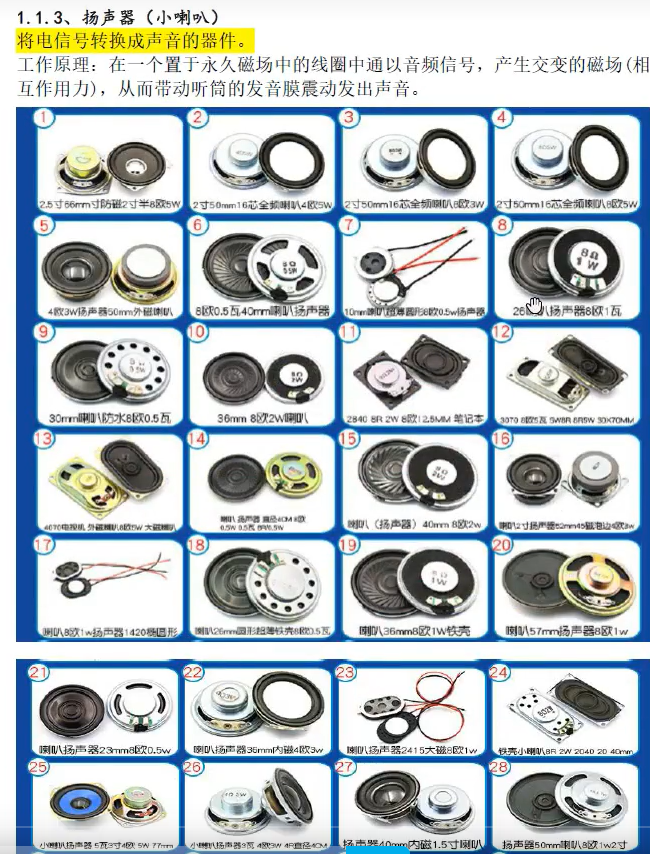 1.1.3、扬声器（小喇叭）
将电信号转换成声音的器件。
工作原理：在一个置于永久磁场中的线圈中通以音频信号，产生交变的磁场(相
互作用力)，从而带动听筒的发音膜震动发出声音。
1
2
3
4
2.5寸66mm寸防磁2寸半8欧5W
2寸50mm16芯全频喇叭4欧5W
2寸50mm16芯全频喇叭8欧3W
2寸50mm16芯全频喇叭8欧5W
5
6
7
8
8Ω
0.5W
8Ω
1W
4欧3W扬声器50mm外磁喇叭
8欧0.5瓦40mm喇叭扬声器
10mm喇叭超薄圆形8欧0.5w扬声器
扬声器8欧1瓦
9
10
11
12
8Ω
0.5W
8Ω
2W
30mm喇叭防水8欧0.5瓦
36mm 8欧2W喇叭
2840 8R 2W 8欧12.5MM 笔记本
3070 8欧5瓦 5W8R 8R5W 30X70MM
13
14
15
16
8Ω
2W
4070电视机 外磁喇叭8欧5W 大磁喇叭
喇叭 扬声器 直径4CM 8欧
0.5W 0.5瓦 8R0.5W
喇叭（扬声器）40mm 8欧2w
喇叭2寸扬声器52mm45磁泡边4欧3w
17
18
19
20
8Ω
1W
喇叭8欧1w扬声器1420椭圆形
喇叭26mm圆形超薄铁壳8欧0.5瓦
喇叭36mm8欧1W铁壳
喇叭57mm扬声器8欧1w
21
22
23
24
喇叭扬声器23mm8欧0.5w
喇叭扬声器36mm内磁4欧3w
喇叭扬声器2415大磁8欧1w
铁壳小喇叭8R 2W 2040 20*40mm
25
26
27
28
小喇叭扬声器 5瓦3寸4欧 5W 77mm
小喇叭扬声器3瓦 4欧3W 4R直径4CM
扬声器40mm内磁1.5寸喇叭
扬声器50mm喇叭8欧1w2寸